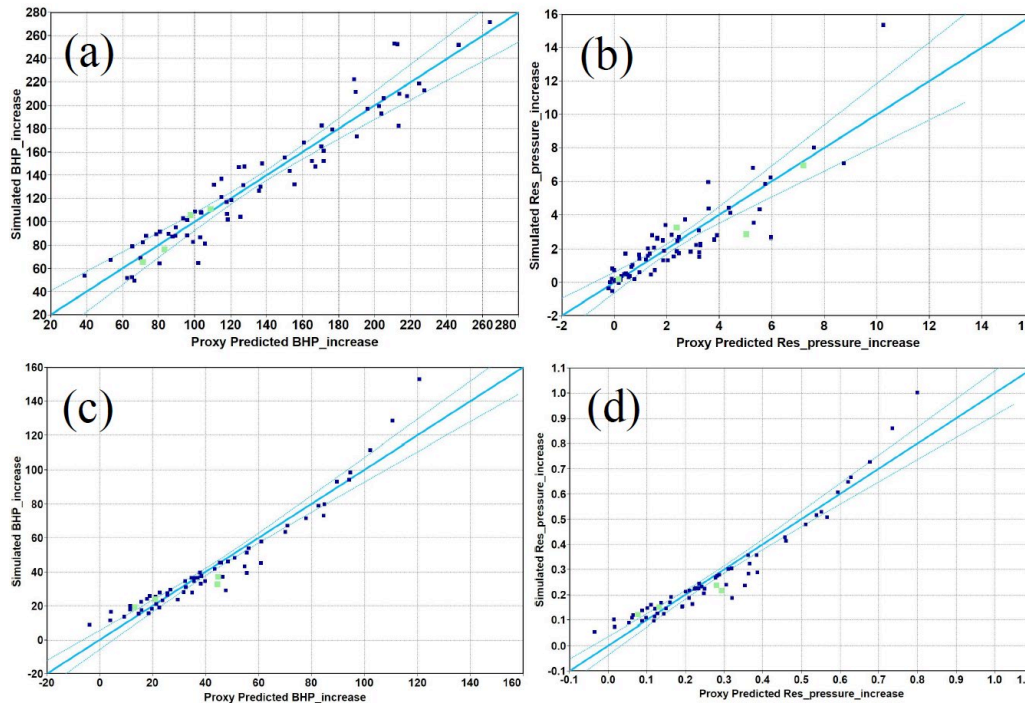 (a)
Simulated BHP_increase
280
260
240
220
200
180
160
140
120
100
80
60
40
20
20 40 60 80 100 120 140 160 180 200 220 240 260 280
Proxy Predicted BHP_increase
(b)
Simulated Res_pressure_increase
16
14
12
10
8
6
4
2
0
-2
-2 0 2 4 6 8 10 12 14
Proxy Predicted Res_pressure_increase
(c)
Simulated BHP_increase
160
140
120
100
80
60
40
20
0
-20
-20 0 20 40 60 80 100 120 140 160
Proxy Predicted BHP_increase
(d)
Simulated Res_pressure_increase
1.1
1.0
0.9
0.8
0.7
0.6
0.5
0.4
0.3
0.2
0.1
0.0
-0.1
-0.1 0.0 0.1 0.2 0.3 0.4 0.5 0.6 0.7 0.8 0.9 1.0
Proxy Predicted Res_pressure_increase